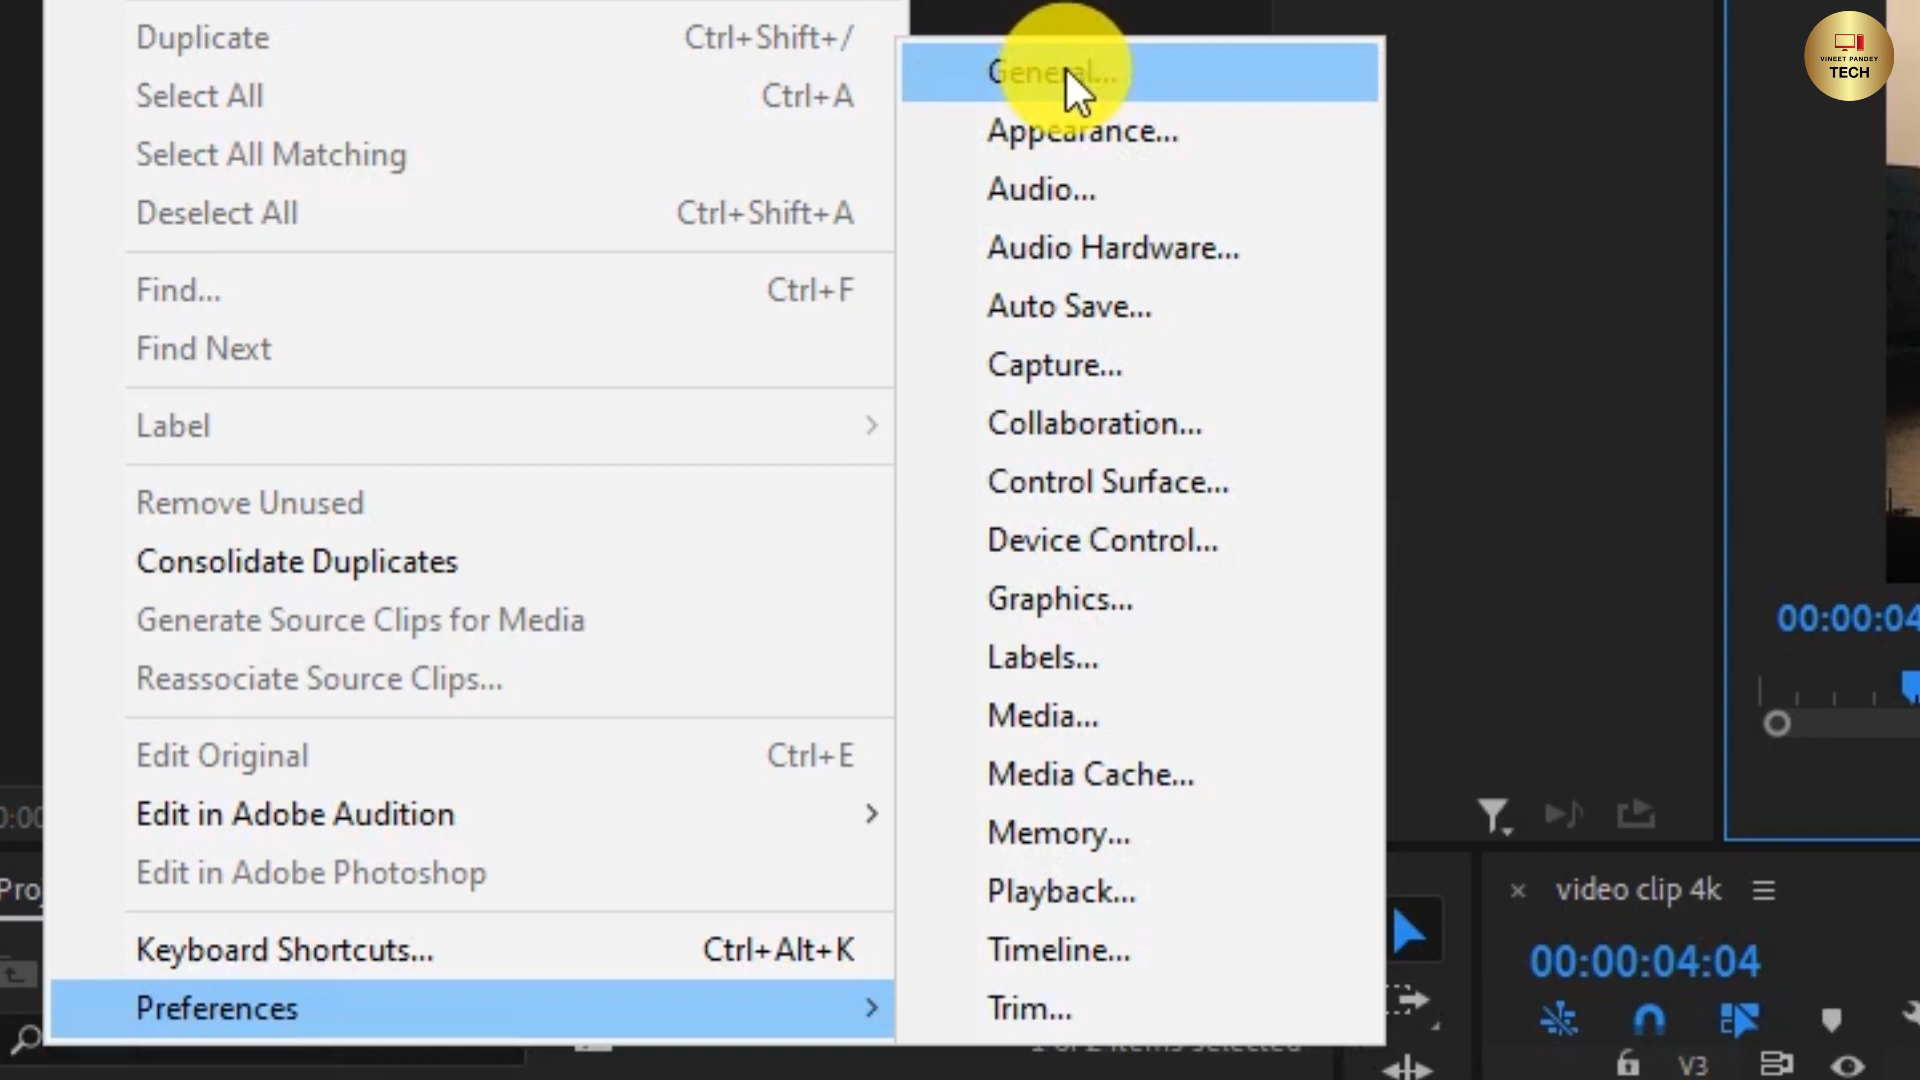 Duplicate Ctrl+Shift+/
Select All Ctrl+A
Select All Matching
Deselect All Ctrl+Shift+A
Find... Ctrl+F
Find Next
Label
Remove Unused
Consolidate Duplicates
Generate Source Clips for Media
Reassociate Source Clips...
Edit Original Ctrl+E
Edit in Adobe Audition
Edit in Adobe Photoshop
Keyboard Shortcuts... Ctrl+Alt+K
Preferences
General...
Appearance...
Audio...
Audio Hardware...
Auto Save...
Capture...
Collaboration...
Control Surface...
Device Control...
Graphics...
Labels...
Media...
Media Cache...
Memory...
Playback...
Timeline...
Trim...
VINEET PANDEY
TECH
00:00:04
video clip 4k
00:00:04:04
V3